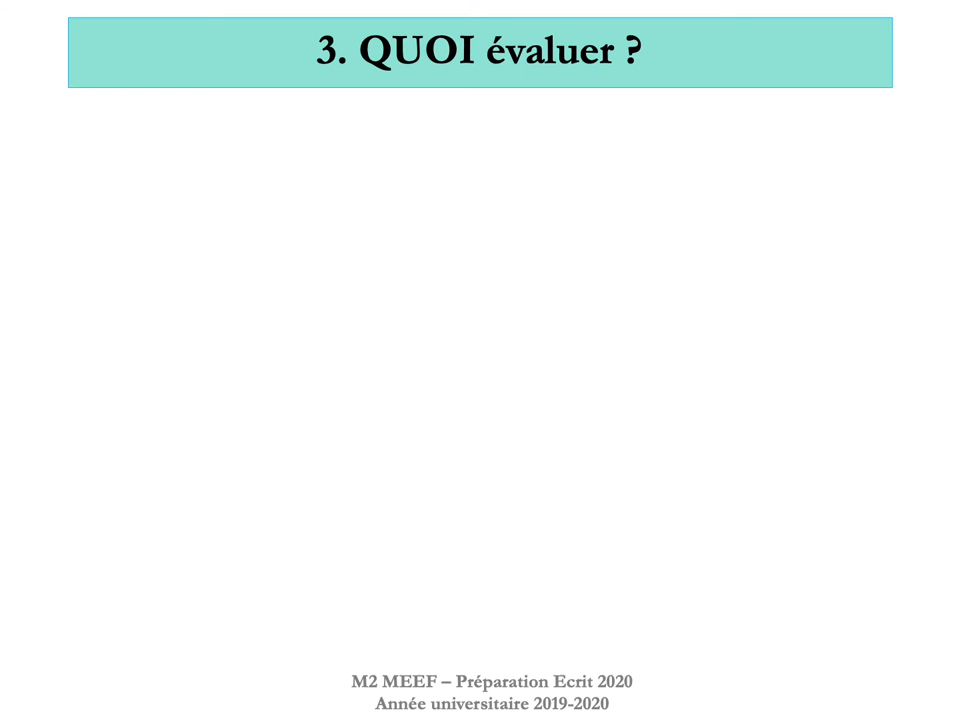 3. QUOI évaluer ?
M2 MEEF – Préparation Ecrit 2020
Année universitaire 2019-2020